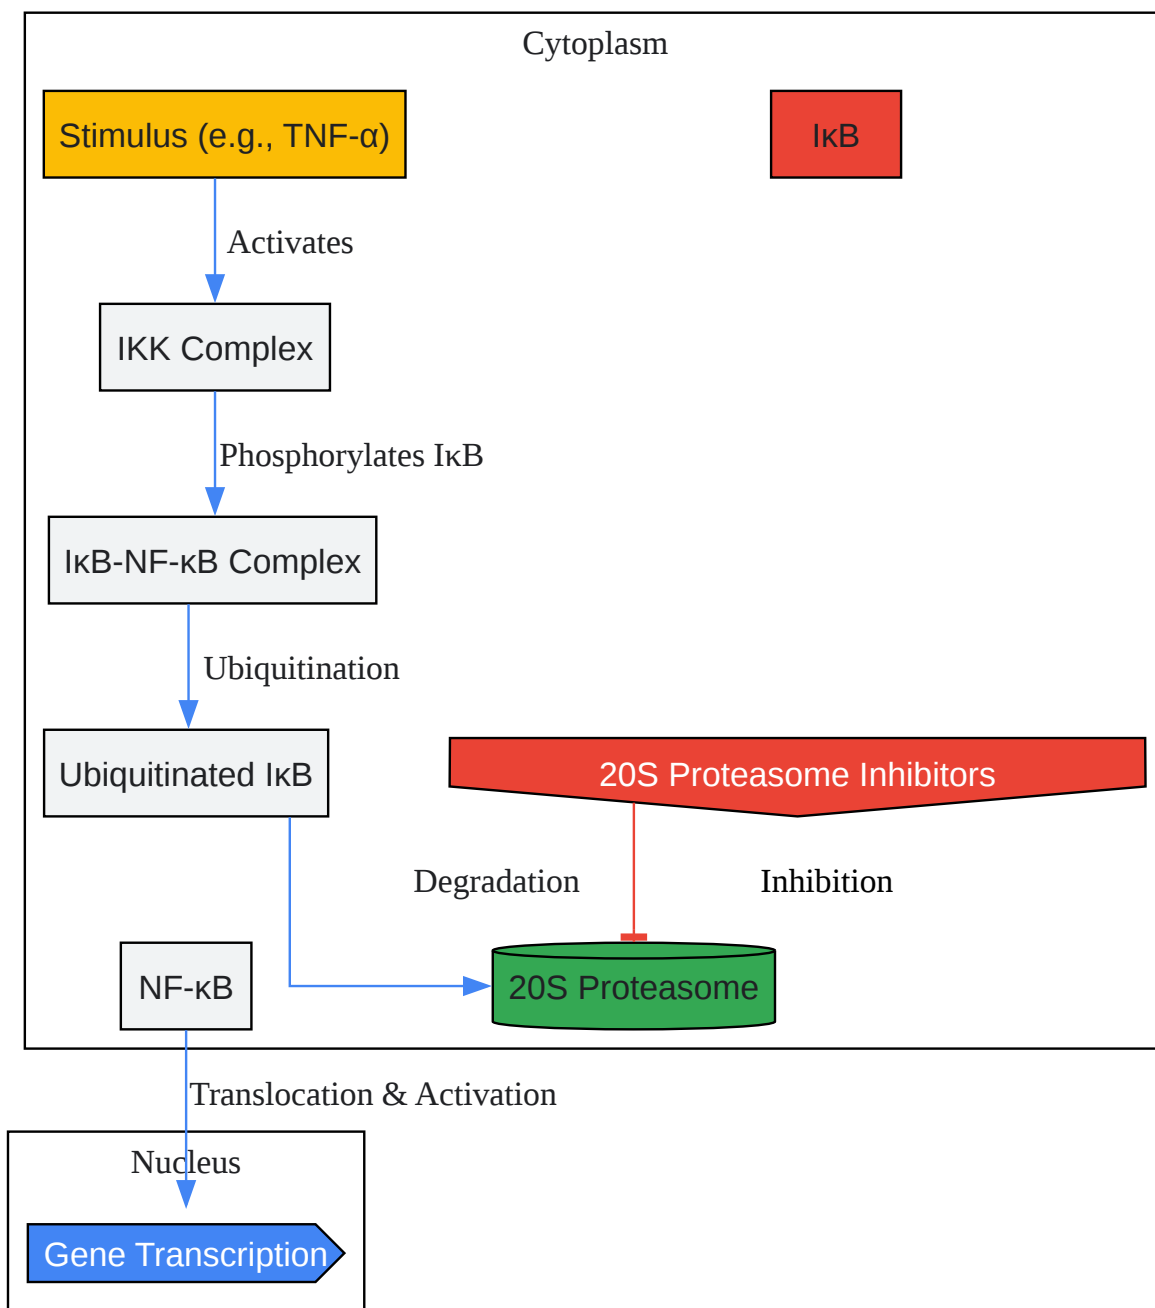 Cytoplasm
Stimulus (e.g., TNF-α)
IκB
Activates
IKK Complex
Phosphorylates IκB
IκB-NF-κB Complex
Ubiquitination
Ubiquitinated IκB
20S Proteasome Inhibitors
Degradation
Inhibition
NF-κB
20S Proteasome
Translocation & Activation
Nucleus
Gene Transcription